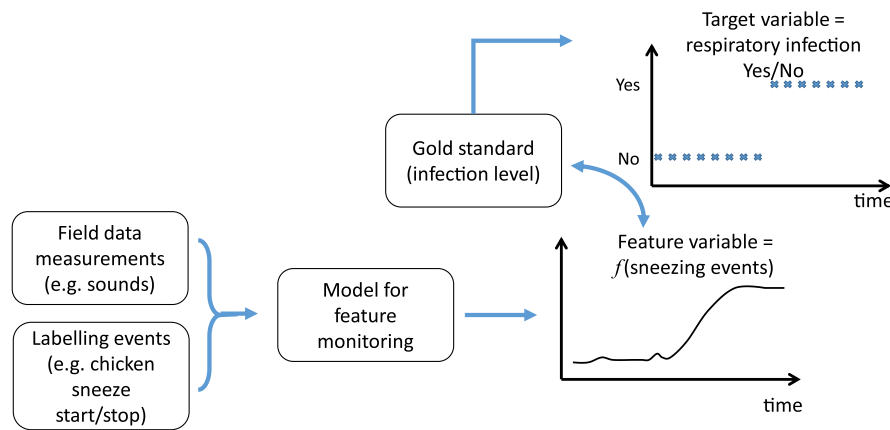 Target variable =
respiratory infection
Yes/No
Yes
No
time
Gold standard
(infection level)
Field data
measurements
(e.g. sounds)
Labelling events
(e.g. chicken
sneeze
start/stop)
Model for
feature
monitoring
Feature variable =
f(sneezing events)
time